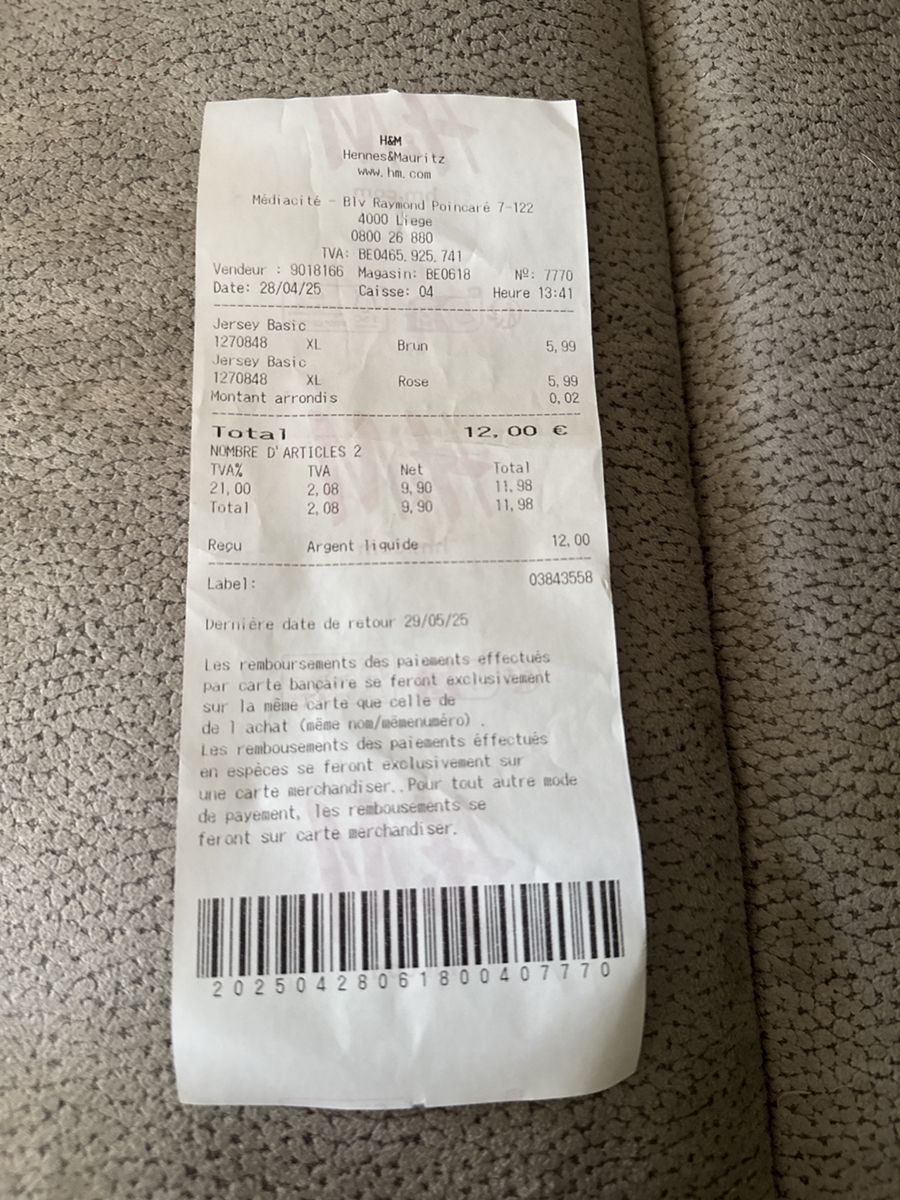 H&M
Hennes&Mauritz
www.hm.com
Médiacité - Blv Raymond Poincaré 7-122
4000 Liege
0800 26 880
TVA: BE0465.925.741
Vendeur : 9018166 Magasin: BE0618 Nº: 7770
Date: 28/04/25 Caisse: 04 Heure 13:41
Jersey Basic
1270848 XL Brun 5,99
Jersey Basic
1270848 XL Rose 5,99
Montant arrondis 0,02
Total 12,00 €
NOMBRE D'ARTICLES 2
TVA% TVA Net Total
21,00 2,08 9,90 11,98
Total 2,08 9,90 11,98
Reçu Argent liquide 12,00
Label: 03843558
Dernière date de retour 29/05/25
Les remboursements des paiements effectués
par carte bancaire se feront exclusivement
sur la même carte que celle de
de l achat (même nom/mêmenuméro) .
Les rembousements des paiements éffectués
en espèces se feront exclusivement sur
une carte merchandiser..Pour tout autre mode
de payement, les rembousements se
feront sur carte merchandiser.
2025042806180040 7770